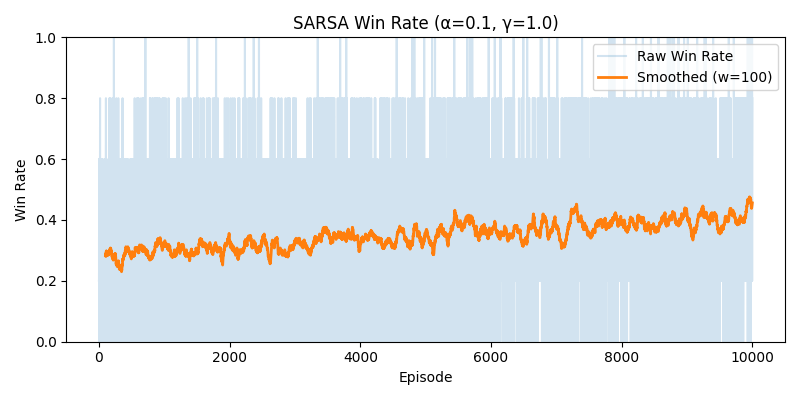 SARSA Win Rate (α=0.1, γ=1.0)
Raw Win Rate
Smoothed (w=100)
Win Rate
1.0
0.8
0.6
0.4
0.2
0.0
0 2000 4000 6000 8000 10000
Episode